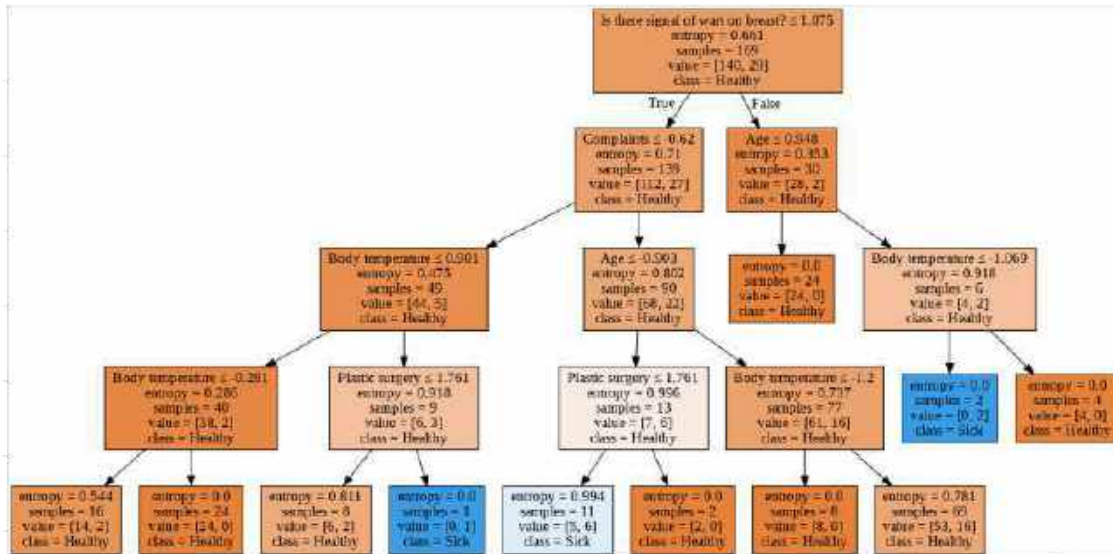 Is there signal of wart on breast? ≤ 1.075
entropy = 0.661
samples = 169
value = [140, 29]
class = Healthy
True
False
Complaints ≤ -0.62
entropy = 0.71
samples = 139
value = [112, 27]
class = Healthy
Age ≤ 0.948
entropy = 0.353
samples = 30
value = [28, 2]
class = Healthy
Body temperature ≤
entropy = 0.475
samples = 49
value = [44, 5]
class = Healthy
Age ≤ -0.903
entropy = 0.802
samples = 90
value = [68, 22]
class = Healthy
entropy = 0.0
samples = 24
value = [24, 0]
class = Healthy
Body temperature ≤ -1.069
entropy = 0.918
samples = 6
value = [4, 2]
class = Healthy
Body temperature ≤ -0.281
entropy = 0.286
samples = 40
value = [38, 2]
class = Healthy
Plastic surgery ≤ 1.761
entropy = 0.918
samples = 9
value = [6, 3]
class = Healthy
Plastic surgery ≤ 1.761
entropy = 0.996
samples = 13
value = [7, 6]
class = Healthy
Body temperature ≤ -1.2
entropy = 0.737
samples = 77
value = [61, 16]
class = Healthy
entropy = 0.0
samples = 2
value = [0, 2]
class = Sick
entropy = 0.0
samples = 4
value = [4, 0]
class = Healthy
entropy = 0.544
samples = 16
value = [14, 2]
class = Healthy
entropy = 0.0
samples = 24
value = [24, 0]
class = Healthy
entropy = 0.811
samples = 8
value = [6, 2]
class = Healthy
entropy = 0.0
samples = 1
value = [0, 1]
class = Sick
entropy = 0.994
samples = 11
value = [5, 6]
class = Sick
entropy = 0.0
samples = 2
value = [2, 0]
class = Healthy
entropy = 0.0
samples = 8
value = [8, 0]
class = Healthy
entropy = 0.781
samples = 69
value = [53, 16]
class = Healthy